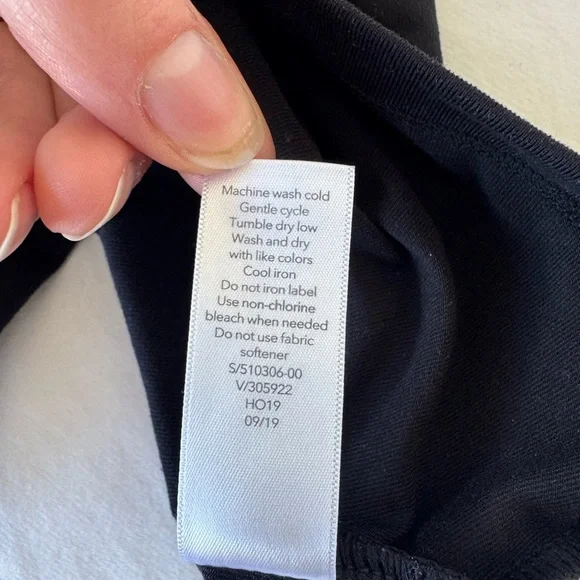 Machine wash cold
Gentle cycle
Tumble dry low
Wash and dry
with like colors
Cool iron
Do not iron label
Use non-chlorine
bleach when needed
Do not use fabric
softener
S/510306-00
V/305922
HO19
09/19